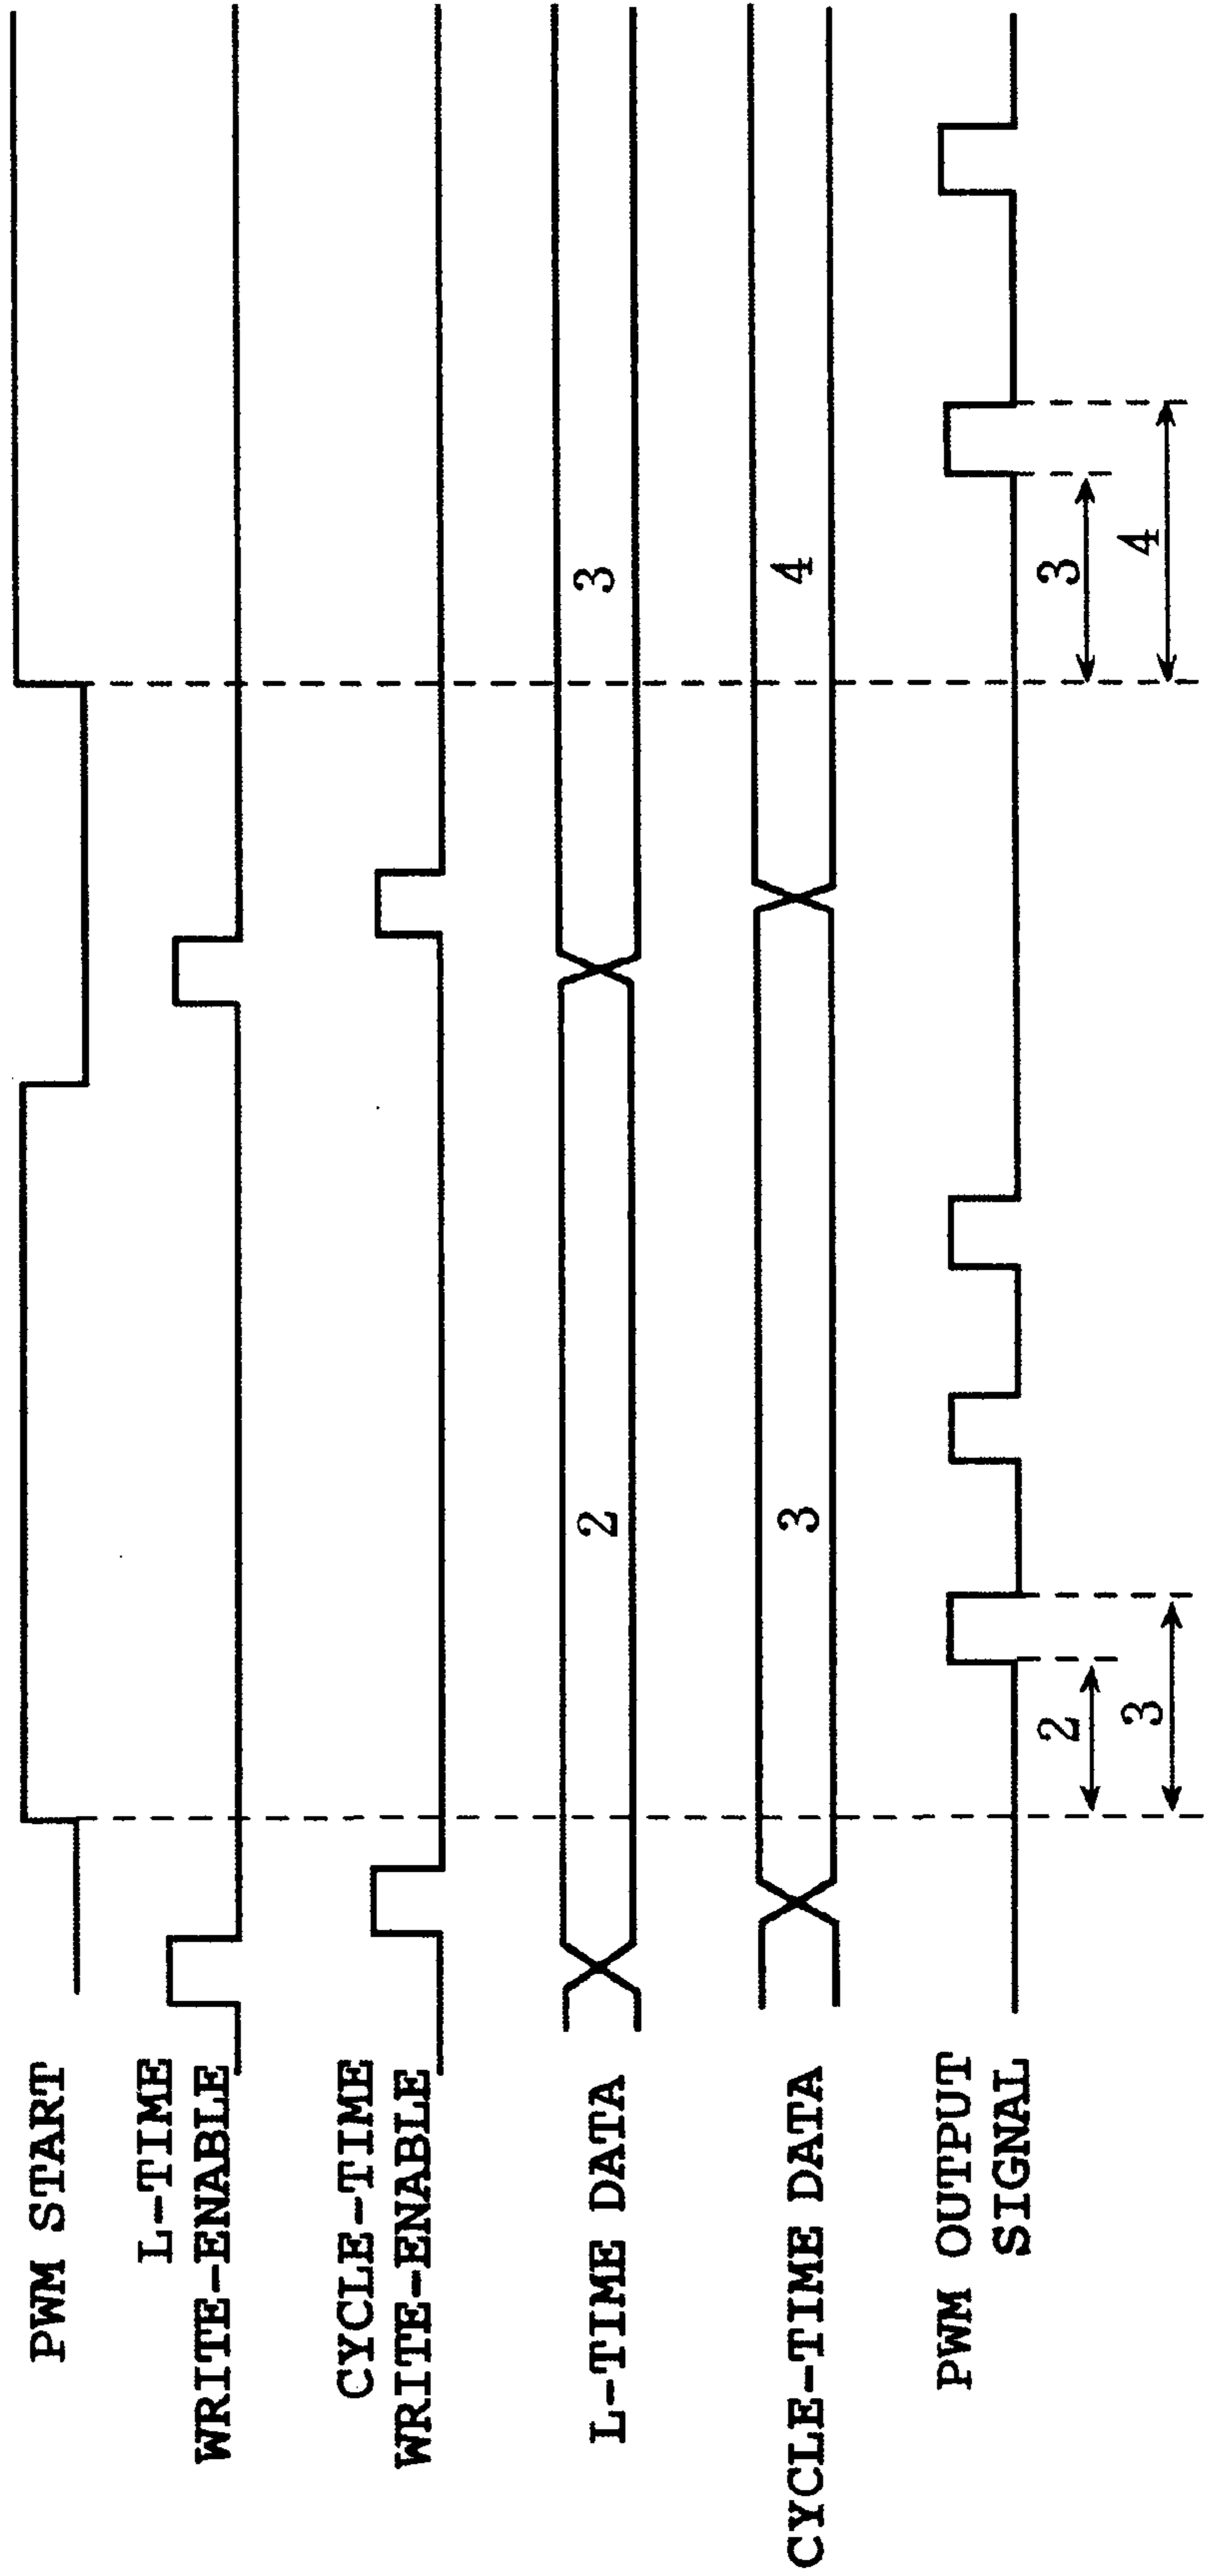 PWM START
L-TIME
WRITE-ENABLE
CYCLE-TIME
WRITE-ENABLE
L-TIME DATA
2
3
CYCLE-TIME DATA
3
4
PWM OUTPUT
SIGNAL
2
3
3
4